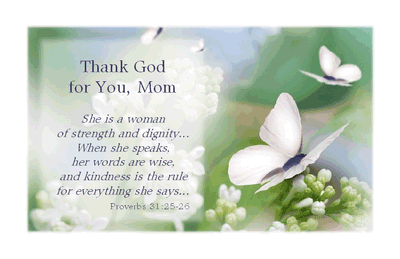 Thank God
for You, Mom
She is a woman
of strength and dignity...
When she speaks,
her words are wise,
and kindness is the rule
for everything she says...
Proverbs 31:25-26